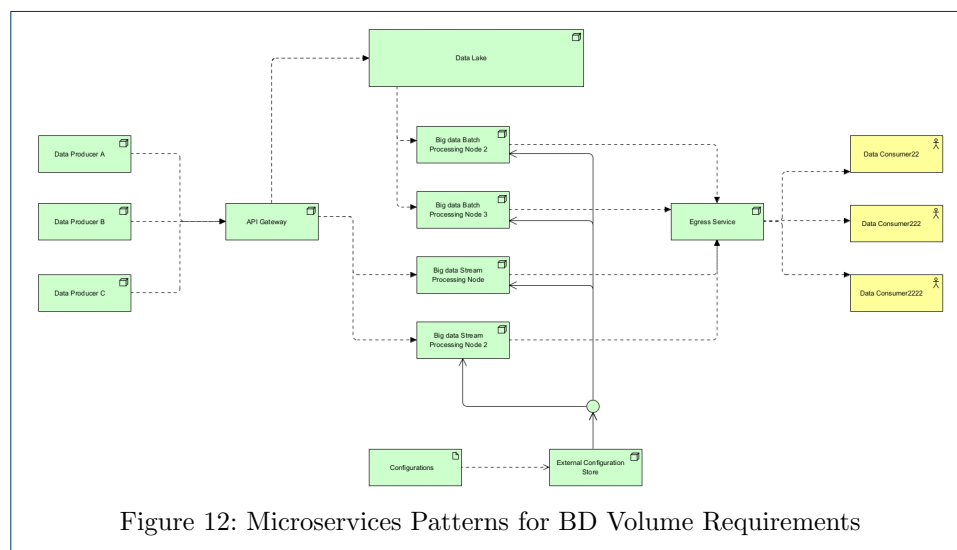 Data Lake
Big data Batch
Processing Node 2
Data Producer A
Data Consumer22
Big data Batch
Processing Node 3
Data Producer B
API Gateway
Egress Service
Data Consumer222
Big data Stream
Processing Node
Data Producer C
Data Consumer2222
Big data Stream
Processing Node 2
Configurations
External Configuration
Store
Figure 12: Microservices Patterns for BD Volume Requirements